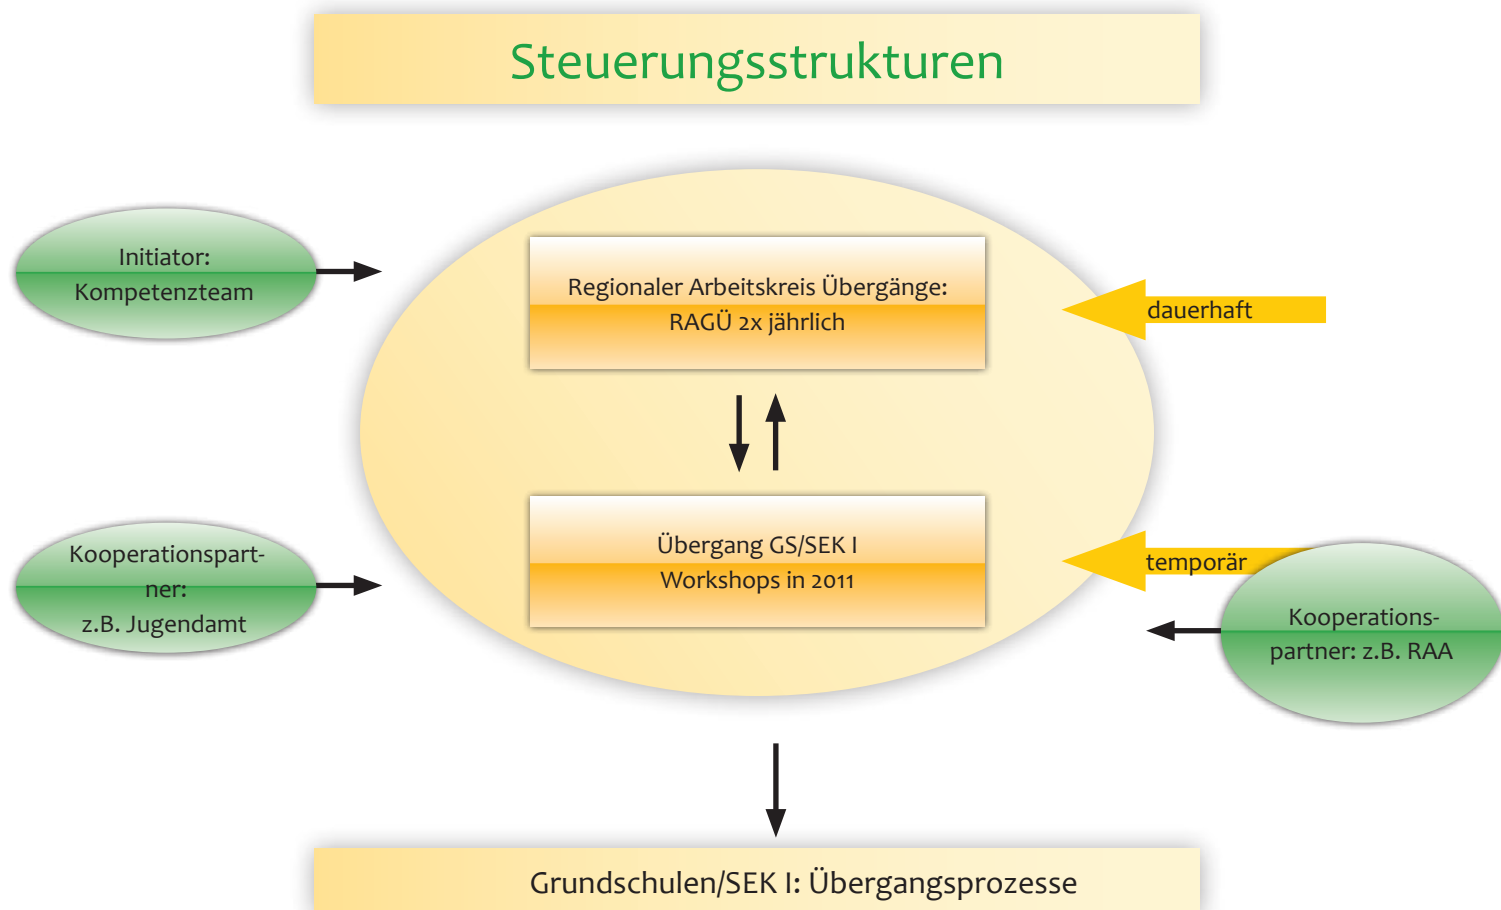 Steuerungsstrukturen
Initiator:
Kompetenzteam
Regionaler Arbeitskreis Übergänge:
RAGÜ 2x jährlich
dauerhaft
Kooperationspart-
ner:
z.B. Jugendamt
Übergang GS/SEK I
Workshops in 2011
temporär
Kooperations-
partner: z.B. RAA
Grundschulen/SEK I: Übergangsprozesse